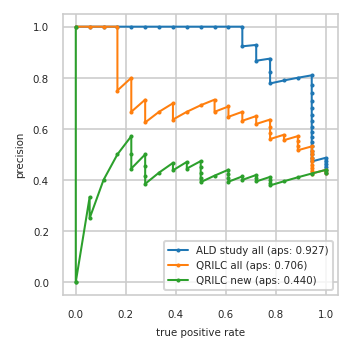 1.0
0.8
0.6
0.4
0.2
0.0
precision
0.0 0.2 0.4 0.6 0.8 1.0
true positive rate
ALD study all (aps: 0.927)
QRILC all (aps: 0.706)
QRILC new (aps: 0.440)